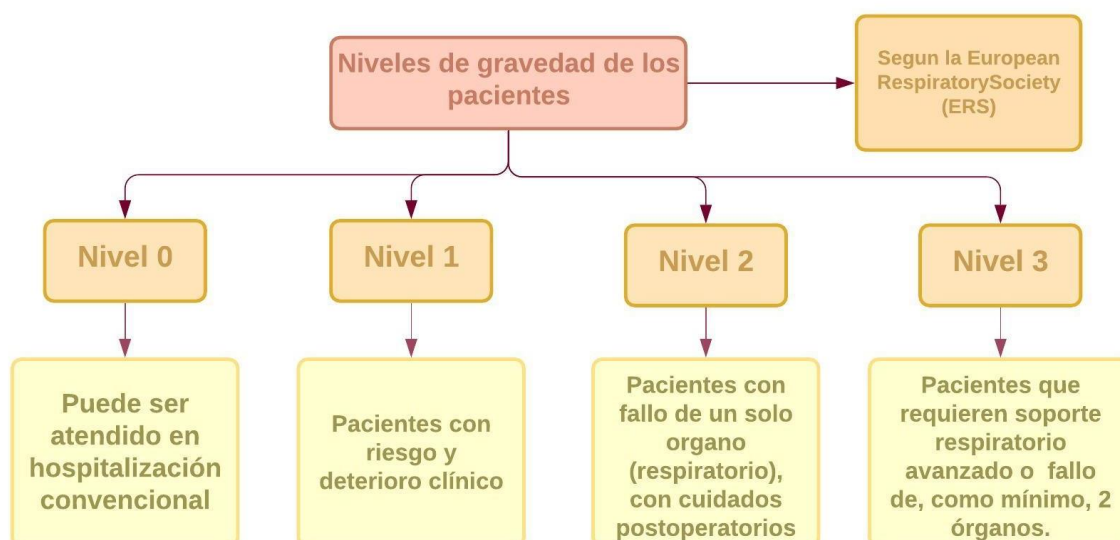 Niveles de gravedad de los
pacientes
Segun la European
RespiratorySociety
(ERS)
Nivel 0
Nivel 1
Nivel 2
Nivel 3
Puede ser
atendido en
hospitalización
convencional
Pacientes con
riesgo y
deterioro clínico
Pacientes con
fallo de un solo
organo
(respiratorio),
con cuidados
postoperatorios
Pacientes que
requieren soporte
respiratorio
avanzado o  fallo
de, como mínimo, 2
órganos.